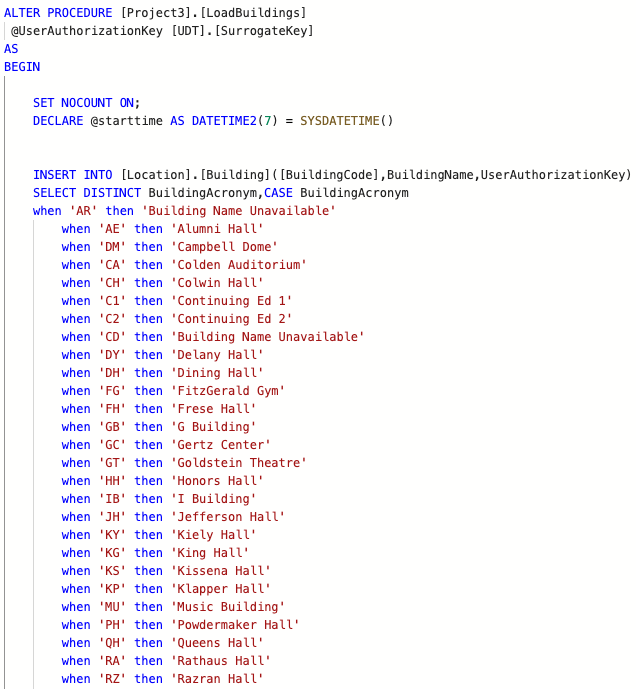 ALTER PROCEDURE [Project3].[LoadBuildings]
@UserAuthorizationKey [UDT].[SurrogateKey]
AS
BEGIN
SET NOCOUNT ON;
DECLARE @starttime AS DATETIME2(7) = SYSDATETIME()
INSERT INTO [Location].[Building]([BuildingCode],BuildingName,UserAuthorizationKey)
SELECT DISTINCT BuildingAcronym,CASE BuildingAcronym
when 'AR' then 'Building Name Unavailable'
when 'AE' then 'Alumni Hall'
when 'DM' then 'Campbell Dome'
when 'CA' then 'Colden Auditorium'
when 'CH' then 'Colwin Hall'
when 'C1' then 'Continuing Ed 1'
when 'C2' then 'Continuing Ed 2'
when 'CD' then 'Building Name Unavailable'
when 'DY' then 'Delany Hall'
when 'DH' then 'Dining Hall'
when 'FG' then 'FitzGerald Gym'
when 'FH' then 'Frese Hall'
when 'GB' then 'G Building'
when 'GC' then 'Gertz Center'
when 'GT' then 'Goldstein Theatre'
when 'HH' then 'Honors Hall'
when 'IB' then 'I Building'
when 'JH' then 'Jefferson Hall'
when 'KY' then 'Kiely Hall'
when 'KG' then 'King Hall'
when 'KS' then 'Kissena Hall'
when 'KP' then 'Klapper Hall'
when 'MU' then 'Music Building'
when 'PH' then 'Powdermaker Hall'
when 'QH' then 'Queens Hall'
when 'RA' then 'Rathaus Hall'
when 'RZ' then 'Razran Hall'